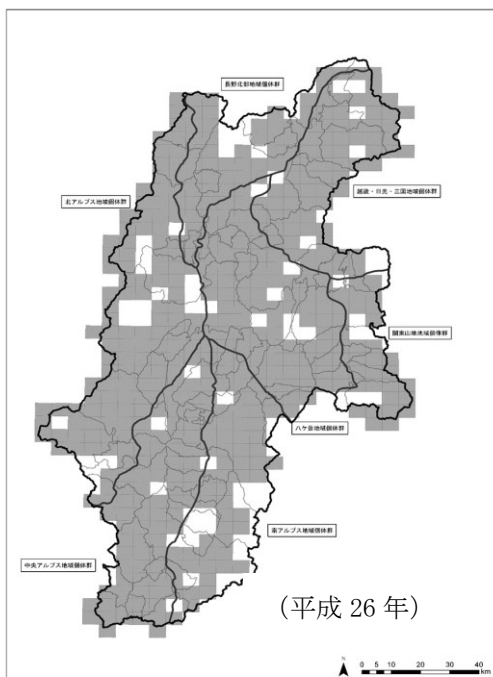 長野北部地域個体群
越後・日光・三国地域個体群
北アルプス地域個体群
関東山地地域個体群
八ケ岳地域個体群
南アルプス地域個体群
中央アルプス地域個体群
(平成 26 年)
N
0 5 10 20 30 40
km